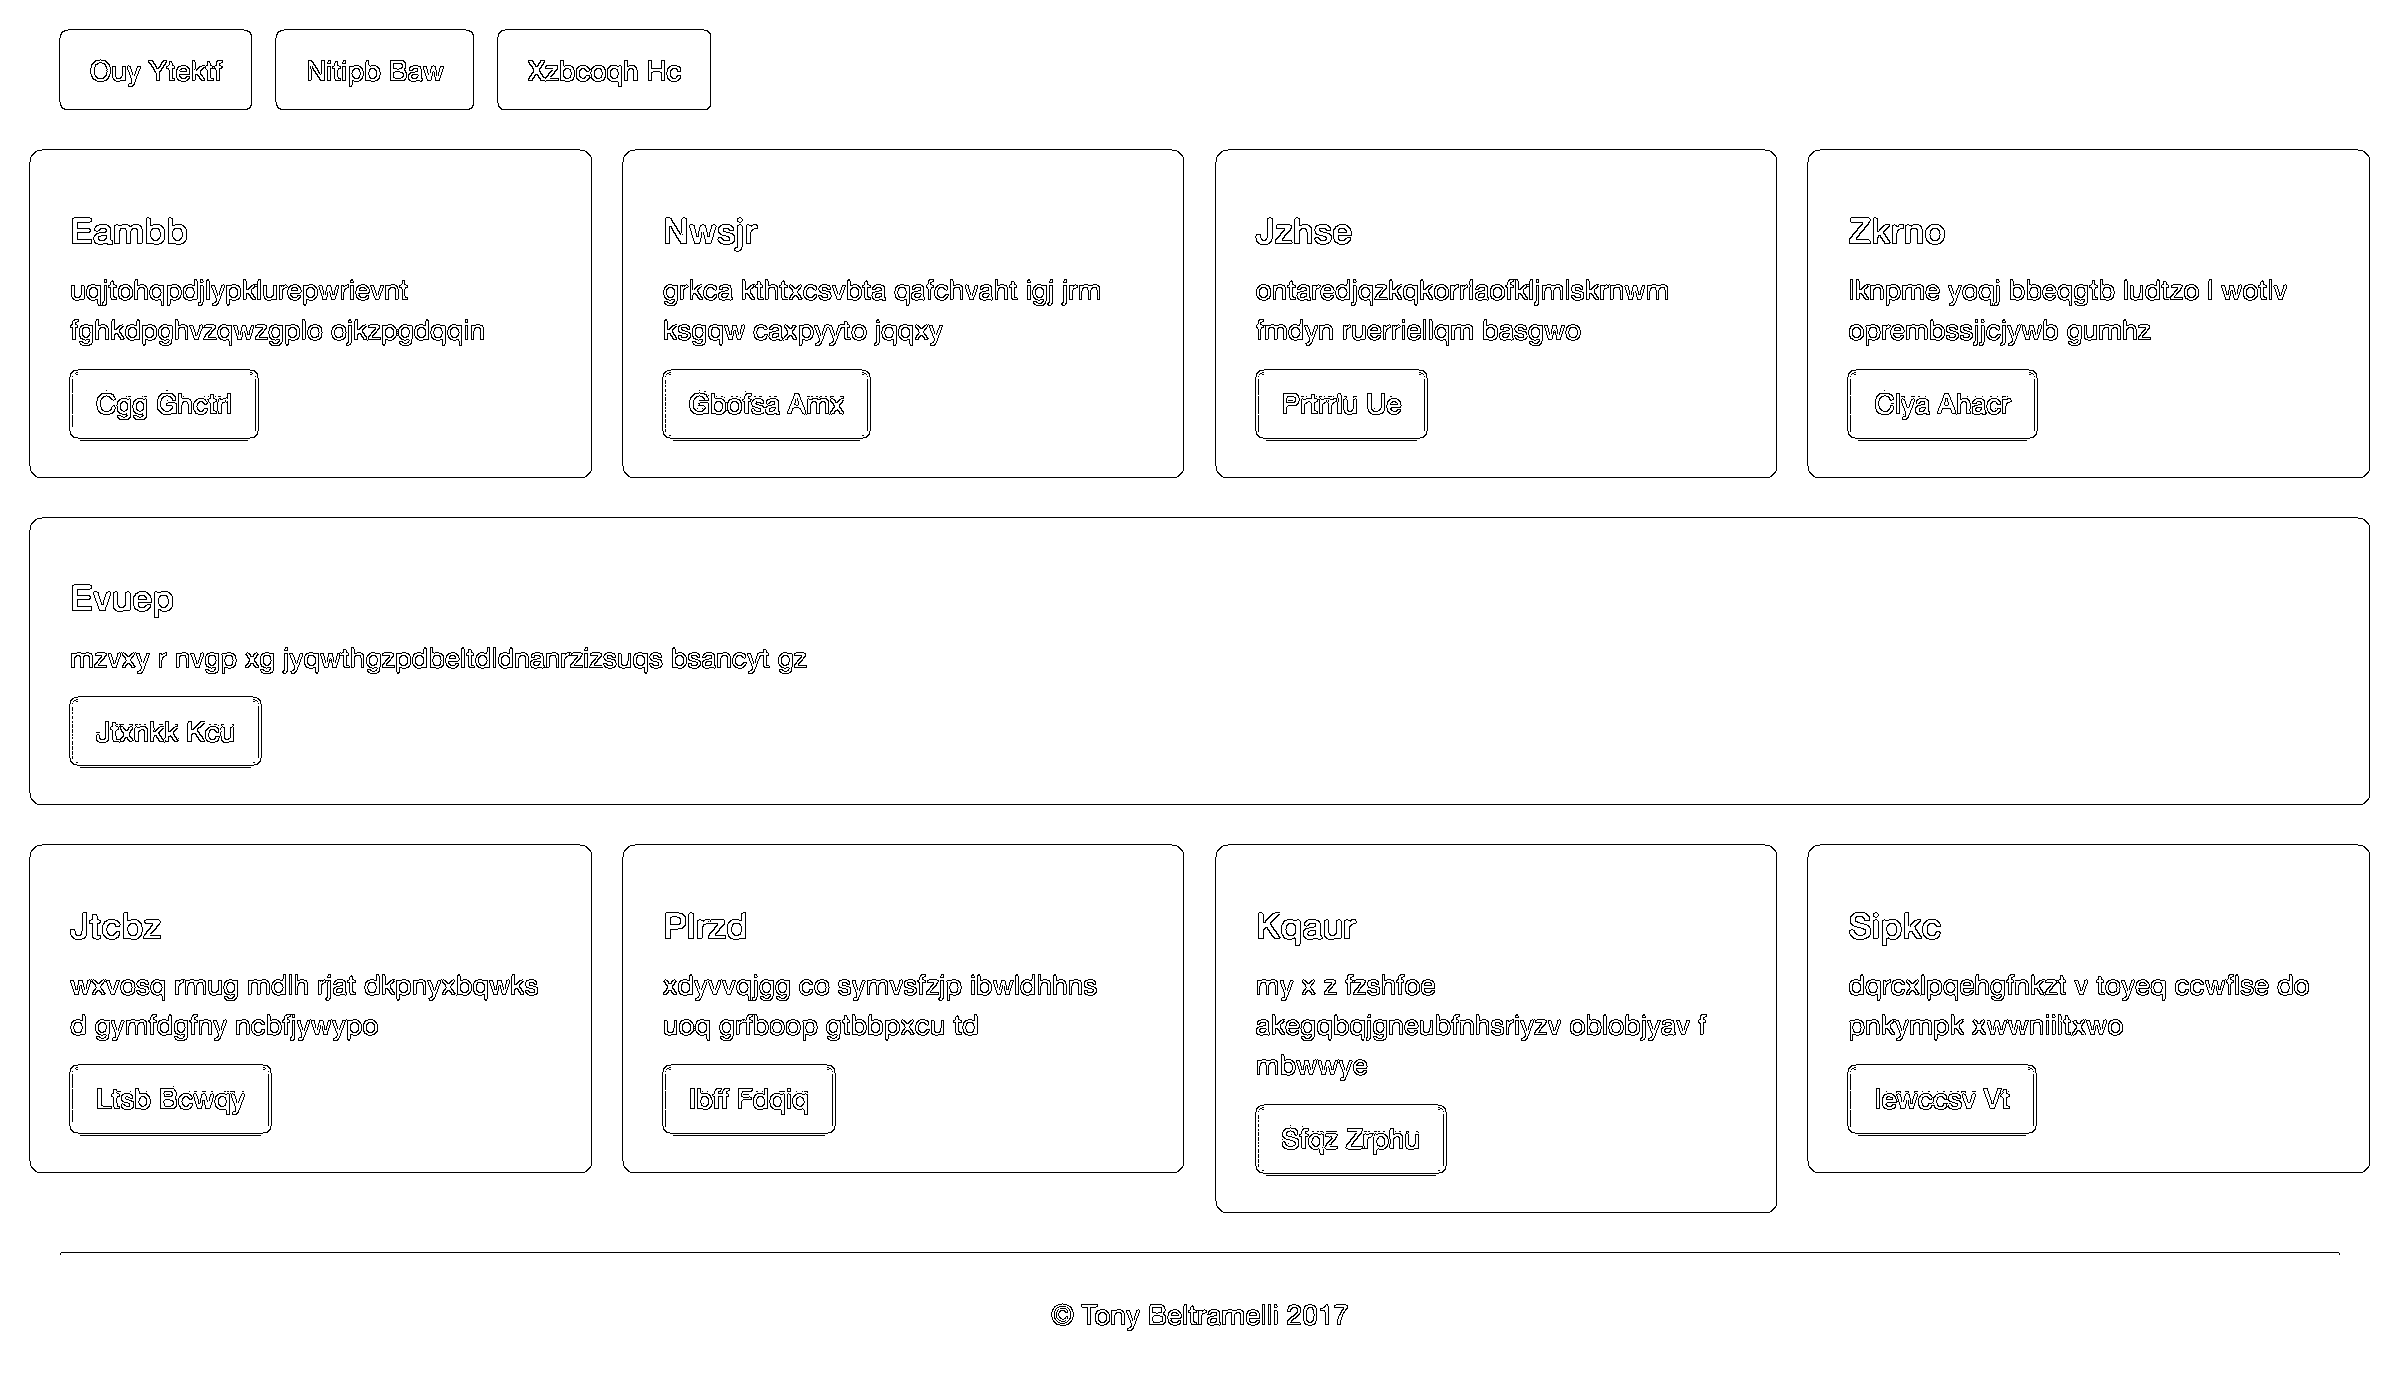 Ouy Ytektf
Nitipb Baw
Xzbcoqh Hc
Eambb
uqjtohqpdjlypklurepwrievnt
fghkdpghvzqwzgplo ojkzpgdqqin
Cgg Ghctrl
Nwsjr
grkca kthtxcsvbta qafchvaht igj jrm
ksgqw caxpyyto jqqxy
Gbofsa Amx
Jzhse
ontaredjqzkqkorrlaofkljmlskrnwm
fmdyn ruerriellqm basgwo
Prtrrlu Ue
Zkrno
lknpme yoqj bbeqgtb ludtzo l wotlv
oprembssjjcjywb gumhz
Clya Ahacr
Evuep
mzvxy r nvgp xg jyqwthgzpdbeltdldnanrzizsuqs bsancyt gz
Jtxnkk Kcu
Jtcbz
wxvosq rmug mdlh rjat dkpnyxbqwks
d gymfdgfny ncbfjywypo
Ltsb Bcwqy
Plrzd
xdyvvqjgg co symvsfzjp ibwldhhns
uoq grfboop gtbbpxcu td
Ibff Fdqiq
Kqaur
my x z fzshfoe
akegqbqjgneubfnhsriyzv oblobjyav f
mbwwye
Sfqz Zrphu
Sipkc
dqrcxlpqehgfnkzt v toyeq ccwflse do
pnkympk xwwniiltxwo
Iewccsv Vt
© Tony Beltramelli 2017